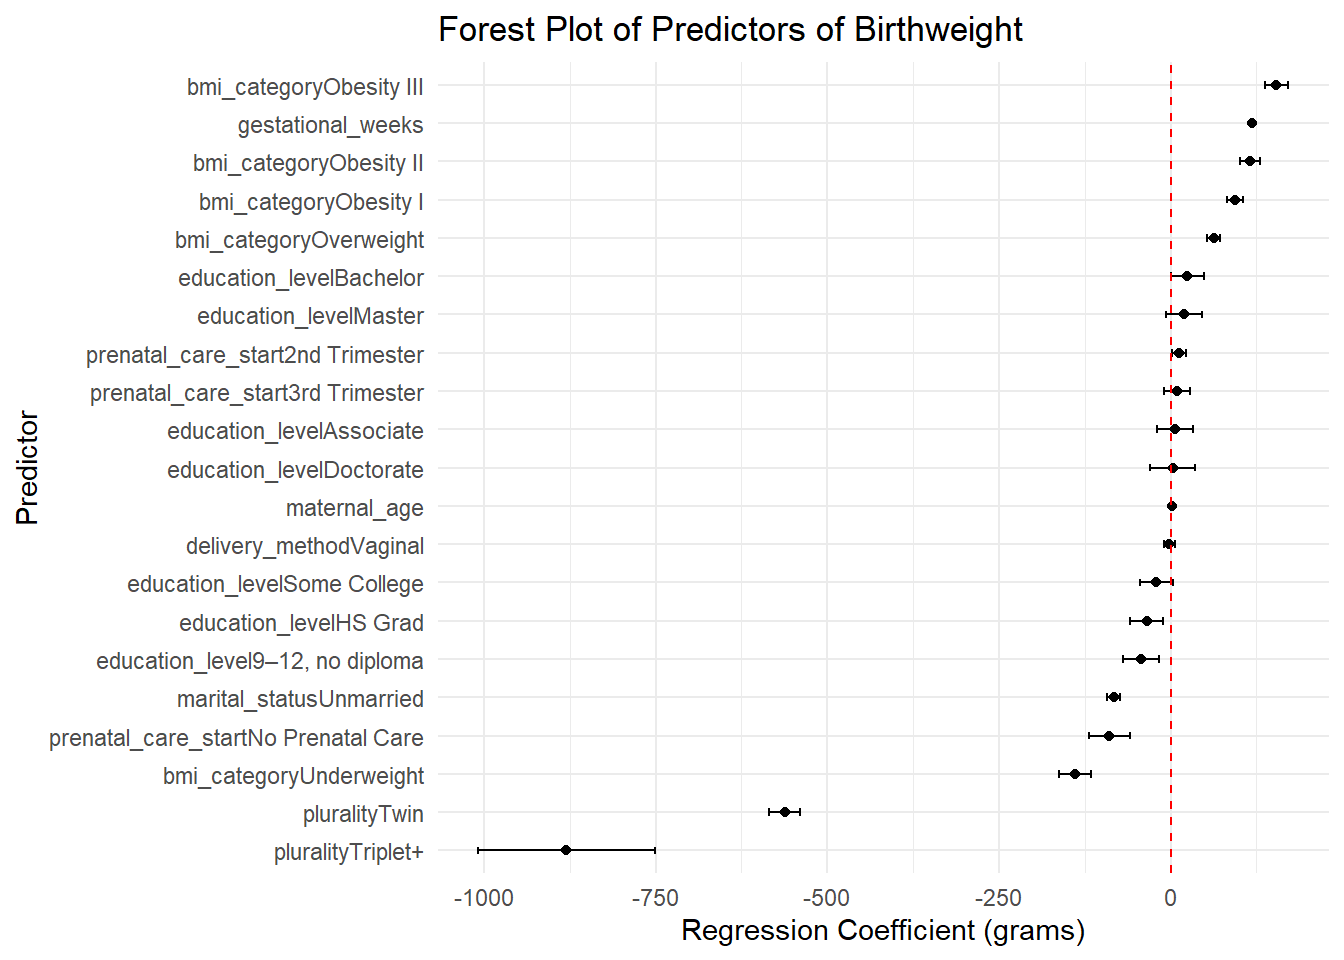 Forest Plot of Predictors of Birthweight
Predictor
bmi_categoryObesity III
gestational_weeks
bmi_categoryObesity II
bmi_categoryObesity I
bmi_categoryOverweight
education_levelBachelor
education_levelMaster
prenatal_care_start2nd Trimester
prenatal_care_start3rd Trimester
education_levelAssociate
education_levelDoctorate
maternal_age
delivery_methodVaginal
education_levelSome College
education_levelHS Grad
education_level9–12, no diploma
marital_statusUnmarried
prenatal_care_startNo Prenatal Care
bmi_categoryUnderweight
pluralityTwin
pluralityTriplet+
-1000 -750 -500 -250 0
Regression Coefficient (grams)